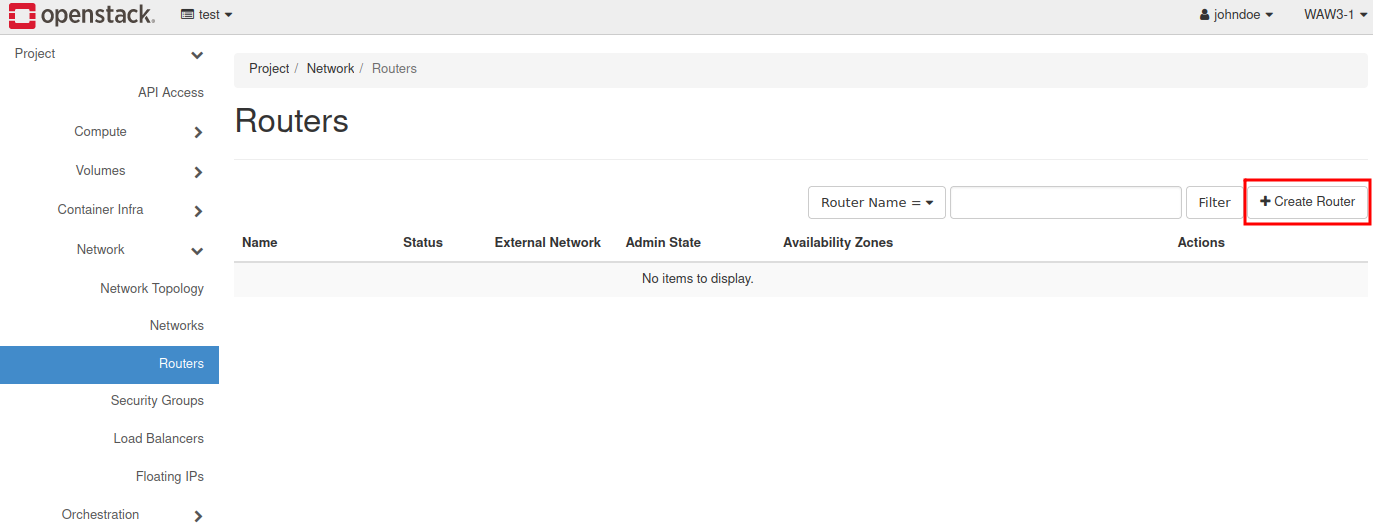 openstack. test johndoe WAW3-1
Project
API Access
Compute
Volumes
Container Infra
Network
Network Topology
Networks
Routers
Security Groups
Load Balancers
Floating IPs
Orchestration
Project / Network / Routers
Routers
Router Name = Filter + Create Router
Name Status External Network Admin State Availability Zones Actions
No items to display.